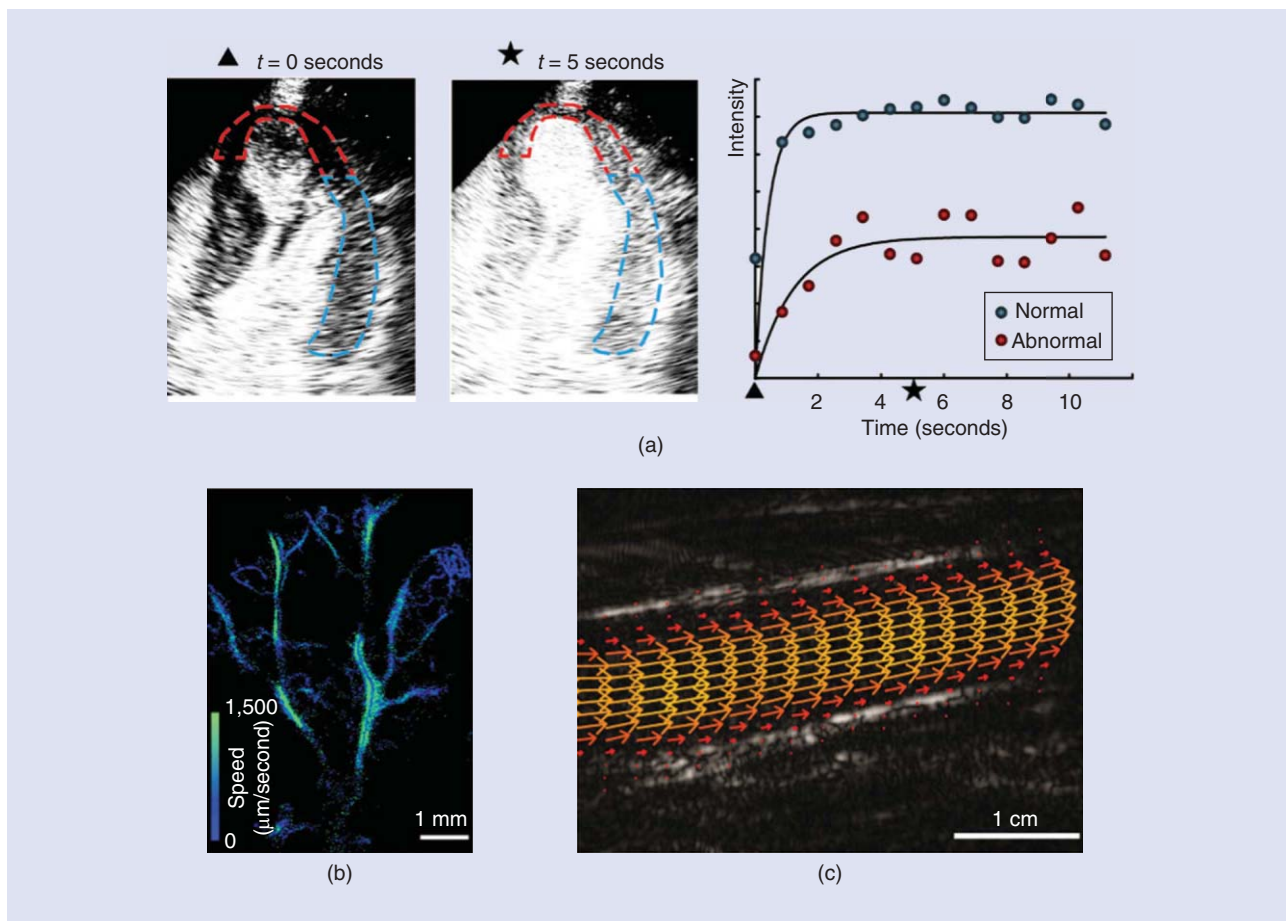 t = 0 seconds
t = 5 seconds
Intensity
Normal
Abnormal
2 4 6 8 10
Time (seconds)
(a)
1,500
Speed
(μm/second)
0
1 mm
(b)
1 cm
(c)